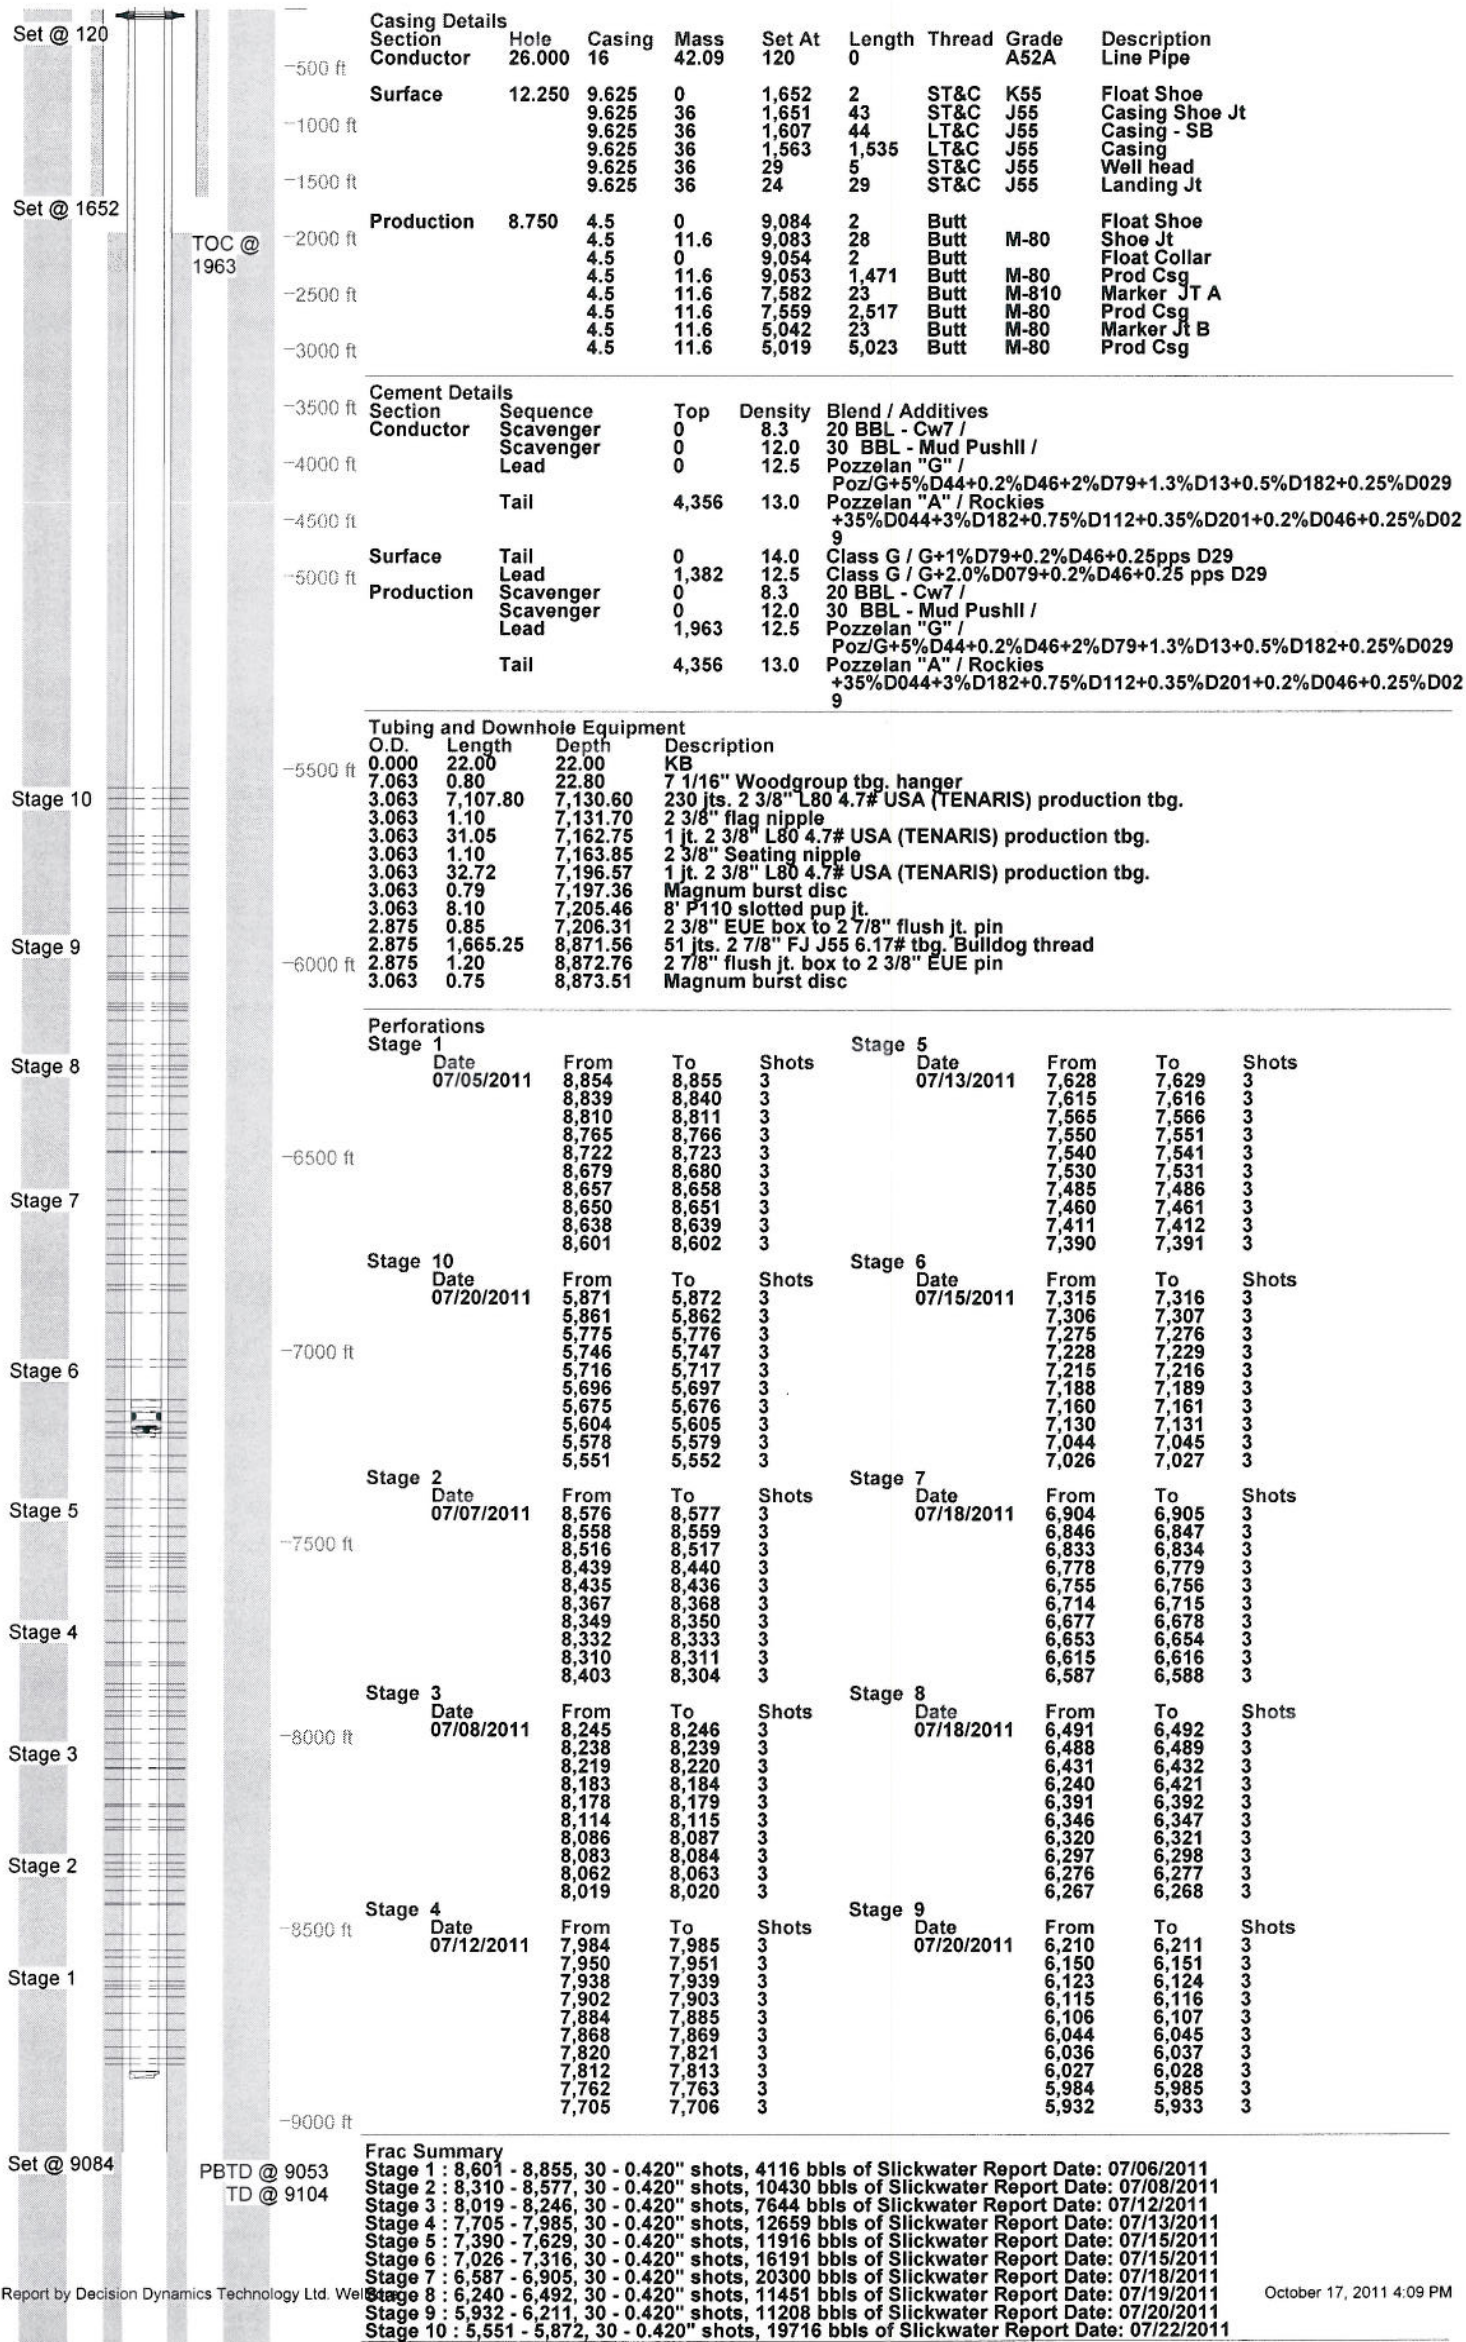 Set @ 120
Set @ 1652
TOC @
1963
-500 ft
-1000 ft
-1500 ft
-2000 ft
-2500 ft
-3000 ft
-3500 ft
-4000 ft
-4500 ft
-5000 ft
-5500 ft
-6000 ft
-6500 ft
-7000 ft
-7500 ft
-8000 ft
-8500 ft
-9000 ft
Stage 10
Stage 9
Stage 8
Stage 7
Stage 6
Stage 5
Stage 4
Stage 3
Stage 2
Stage 1
Set @ 9084
PBTD @ 9053
TD @ 9104
Casing Details
Section Hole Casing Mass Set At Length Thread Grade Description
Conductor 26.000 16 42.09 120 0 A52A Line Pipe
Surface 12.250 9.625 0 1,652 2 ST&C K55 Float Shoe
9.625 36 1,651 43 ST&C J55 Casing Shoe Jt
9.625 36 1,607 44 LT&C J55 Casing - SB
9.625 36 1,563 1,535 LT&C J55 Casing
9.625 36 29 5 ST&C J55 Well head
9.625 36 24 29 ST&C J55 Landing Jt
Production 8.750 4.5 0 9,084 2 Butt Float Shoe
4.5 11.6 9,083 28 Butt M-80 Shoe Jt
4.5 0 9,054 2 Butt Float Collar
4.5 11.6 9,053 1,471 Butt M-80 Prod Csg
4.5 11.6 7,582 23 Butt M-810 Marker JT A
4.5 11.6 7,559 2,517 Butt M-80 Prod Csg
4.5 11.6 5,042 23 Butt M-80 Marker Jt B
4.5 11.6 5,019 5,023 Butt M-80 Prod Csg
Cement Details
Section Sequence Top Density Blend / Additives
Conductor Scavenger 0 8.3 20 BBL - Cw7 /
Scavenger 0 12.0 30 BBL - Mud PushII /
Lead 0 12.5 Pozzelan "G" /
Poz/G+5%D44+0.2%D46+2%D79+1.3%D13+0.5%D182+0.25%D029
Tail 4,356 13.0 Pozzelan "A" / Rockies
+35%D044+3%D182+0.75%D112+0.35%D201+0.2%D046+0.25%D02
9
Surface Tail 0 14.0 Class G / G+1%D79+0.2%D46+0.25pps D29
Lead 1,382 12.5 Class G / G+2.0%D079+0.2%D46+0.25 pps D29
Production Scavenger 0 8.3 20 BBL - Cw7 /
Scavenger 0 12.0 30 BBL - Mud PushII /
Lead 1,963 12.5 Pozzelan "G" /
Poz/G+5%D44+0.2%D46+2%D79+1.3%D13+0.5%D182+0.25%D029
Tail 4,356 13.0 Pozzelan "A" / Rockies
+35%D044+3%D182+0.75%D112+0.35%D201+0.2%D046+0.25%D02
9
Tubing and Downhole Equipment
O.D. Length Depth Description
0.000 22.00 22.00 KB
7.063 0.80 22.80 7 1/16" Woodgroup tbg. hanger
3.063 7,107.80 7,130.60 230 jts. 2 3/8" L80 4.7# USA (TENARIS) production tbg.
3.063 1.10 7,131.70 2 3/8" flag nipple
3.063 31.05 7,162.75 1 jt. 2 3/8" L80 4.7# USA (TENARIS) production tbg.
3.063 1.10 7,163.85 2 3/8" Seating nipple
3.063 32.72 7,196.57 1 jt. 2 3/8" L80 4.7# USA (TENARIS) production tbg.
3.063 0.79 7,197.36 Magnum burst disc
3.063 8.10 7,205.46 8' P110 slotted pup jt.
2.875 0.85 7,206.31 2 3/8" EUE box to 2 7/8" flush jt. pin
2.875 1,665.25 8,871.56 51 jts. 2 7/8" FJ J55 6.17# tbg. Bulldog thread
2.875 1.20 8,872.76 2 7/8" flush jt. box to 2 3/8" EUE pin
3.063 0.75 8,873.51 Magnum burst disc
Perforations
Stage 1
Date From To Shots
07/05/2011 8,854 8,855 3
8,839 8,840 3
8,810 8,811 3
8,765 8,766 3
8,722 8,723 3
8,679 8,680 3
8,657 8,658 3
8,650 8,651 3
8,638 8,639 3
8,601 8,602 3
Stage 10
Date From To Shots
07/20/2011 5,871 5,872 3
5,861 5,862 3
5,775 5,776 3
5,746 5,747 3
5,716 5,717 3
5,696 5,697 3
5,675 5,676 3
5,604 5,605 3
5,578 5,579 3
5,551 5,552 3
Stage 2
Date From To Shots
07/07/2011 8,576 8,577 3
8,558 8,559 3
8,516 8,517 3
8,439 8,440 3
8,435 8,436 3
8,367 8,368 3
8,349 8,350 3
8,332 8,333 3
8,310 8,311 3
8,403 8,304 3
Stage 3
Date From To Shots
07/08/2011 8,245 8,246 3
8,238 8,239 3
8,219 8,220 3
8,183 8,184 3
8,178 8,179 3
8,114 8,115 3
8,086 8,087 3
8,083 8,084 3
8,062 8,063 3
8,019 8,020 3
Stage 4
Date From To Shots
07/12/2011 7,984 7,985 3
7,950 7,951 3
7,938 7,939 3
7,902 7,903 3
7,884 7,885 3
7,868 7,869 3
7,820 7,821 3
7,812 7,813 3
7,762 7,763 3
7,705 7,706 3
Stage 5
Date From To Shots
07/13/2011 7,628 7,629 3
7,615 7,616 3
7,565 7,566 3
7,550 7,551 3
7,540 7,541 3
7,530 7,531 3
7,485 7,486 3
7,460 7,461 3
7,411 7,412 3
7,390 7,391 3
Stage 6
Date From To Shots
07/15/2011 7,315 7,316 3
7,306 7,307 3
7,275 7,276 3
7,228 7,229 3
7,215 7,216 3
7,188 7,189 3
7,160 7,161 3
7,130 7,131 3
7,044 7,045 3
7,026 7,027 3
Stage 7
Date From To Shots
07/18/2011 6,904 6,905 3
6,846 6,847 3
6,833 6,834 3
6,778 6,779 3
6,755 6,756 3
6,714 6,715 3
6,677 6,678 3
6,653 6,654 3
6,615 6,616 3
6,587 6,588 3
Stage 8
Date From To Shots
07/18/2011 6,491 6,492 3
6,488 6,489 3
6,431 6,432 3
6,240 6,421 3
6,391 6,392 3
6,346 6,347 3
6,320 6,321 3
6,297 6,298 3
6,276 6,277 3
6,267 6,268 3
Stage 9
Date From To Shots
07/20/2011 6,210 6,211 3
6,150 6,151 3
6,123 6,124 3
6,115 6,116 3
6,106 6,107 3
6,044 6,045 3
6,036 6,037 3
6,027 6,028 3
5,984 5,985 3
5,932 5,933 3
Frac Summary
Stage 1 : 8,601 - 8,855, 30 - 0.420" shots, 4116 bbls of Slickwater Report Date: 07/06/2011
Stage 2 : 8,310 - 8,577, 30 - 0.420" shots, 10430 bbls of Slickwater Report Date: 07/08/2011
Stage 3 : 8,019 - 8,246, 30 - 0.420" shots, 7644 bbls of Slickwater Report Date: 07/12/2011
Stage 4 : 7,705 - 7,985, 30 - 0.420" shots, 12659 bbls of Slickwater Report Date: 07/13/2011
Stage 5 : 7,390 - 7,629, 30 - 0.420" shots, 11916 bbls of Slickwater Report Date: 07/15/2011
Stage 6 : 7,026 - 7,316, 30 - 0.420" shots, 16191 bbls of Slickwater Report Date: 07/15/2011
Stage 7 : 6,587 - 6,905, 30 - 0.420" shots, 20300 bbls of Slickwater Report Date: 07/18/2011
Stage 8 : 6,240 - 6,492, 30 - 0.420" shots, 11451 bbls of Slickwater Report Date: 07/19/2011
Stage 9 : 5,932 - 6,211, 30 - 0.420" shots, 11208 bbls of Slickwater Report Date: 07/20/2011
Stage 10 : 5,551 - 5,872, 30 - 0.420" shots, 19716 bbls of Slickwater Report Date: 07/22/2011
Report by Decision Dynamics Technology Ltd.
October 17, 2011 4:09 PM